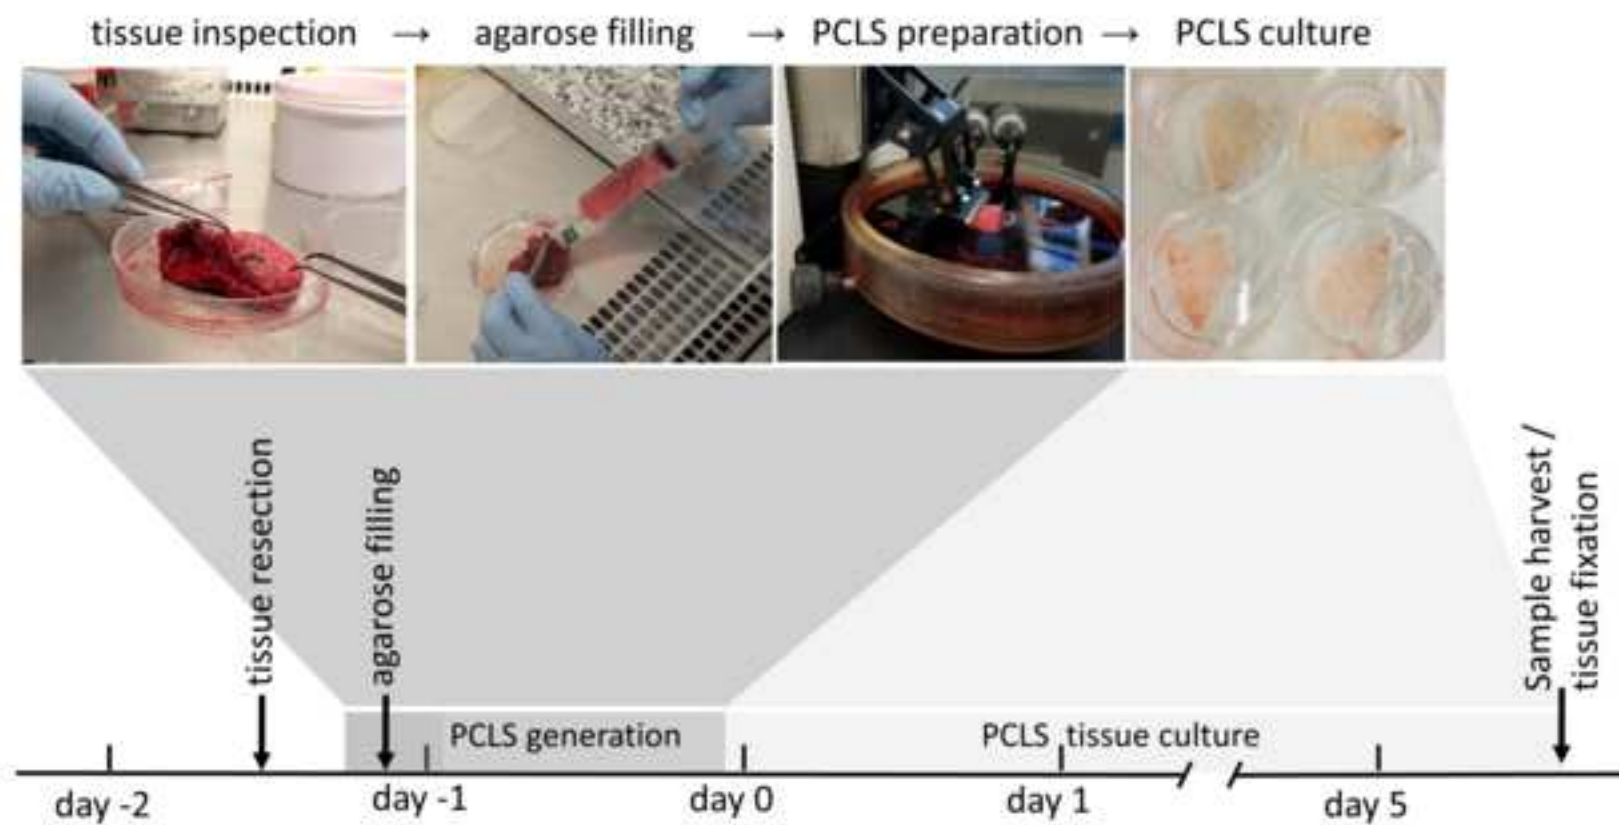 tissue inspection → agarose filling → PCLS preparation → PCLS culture
tissue resection
agarose filling
Sample harvest /
tissue fixation
PCLS generation
PCLS tissue culture
day -2
day -1
day 0
day 1
day 5